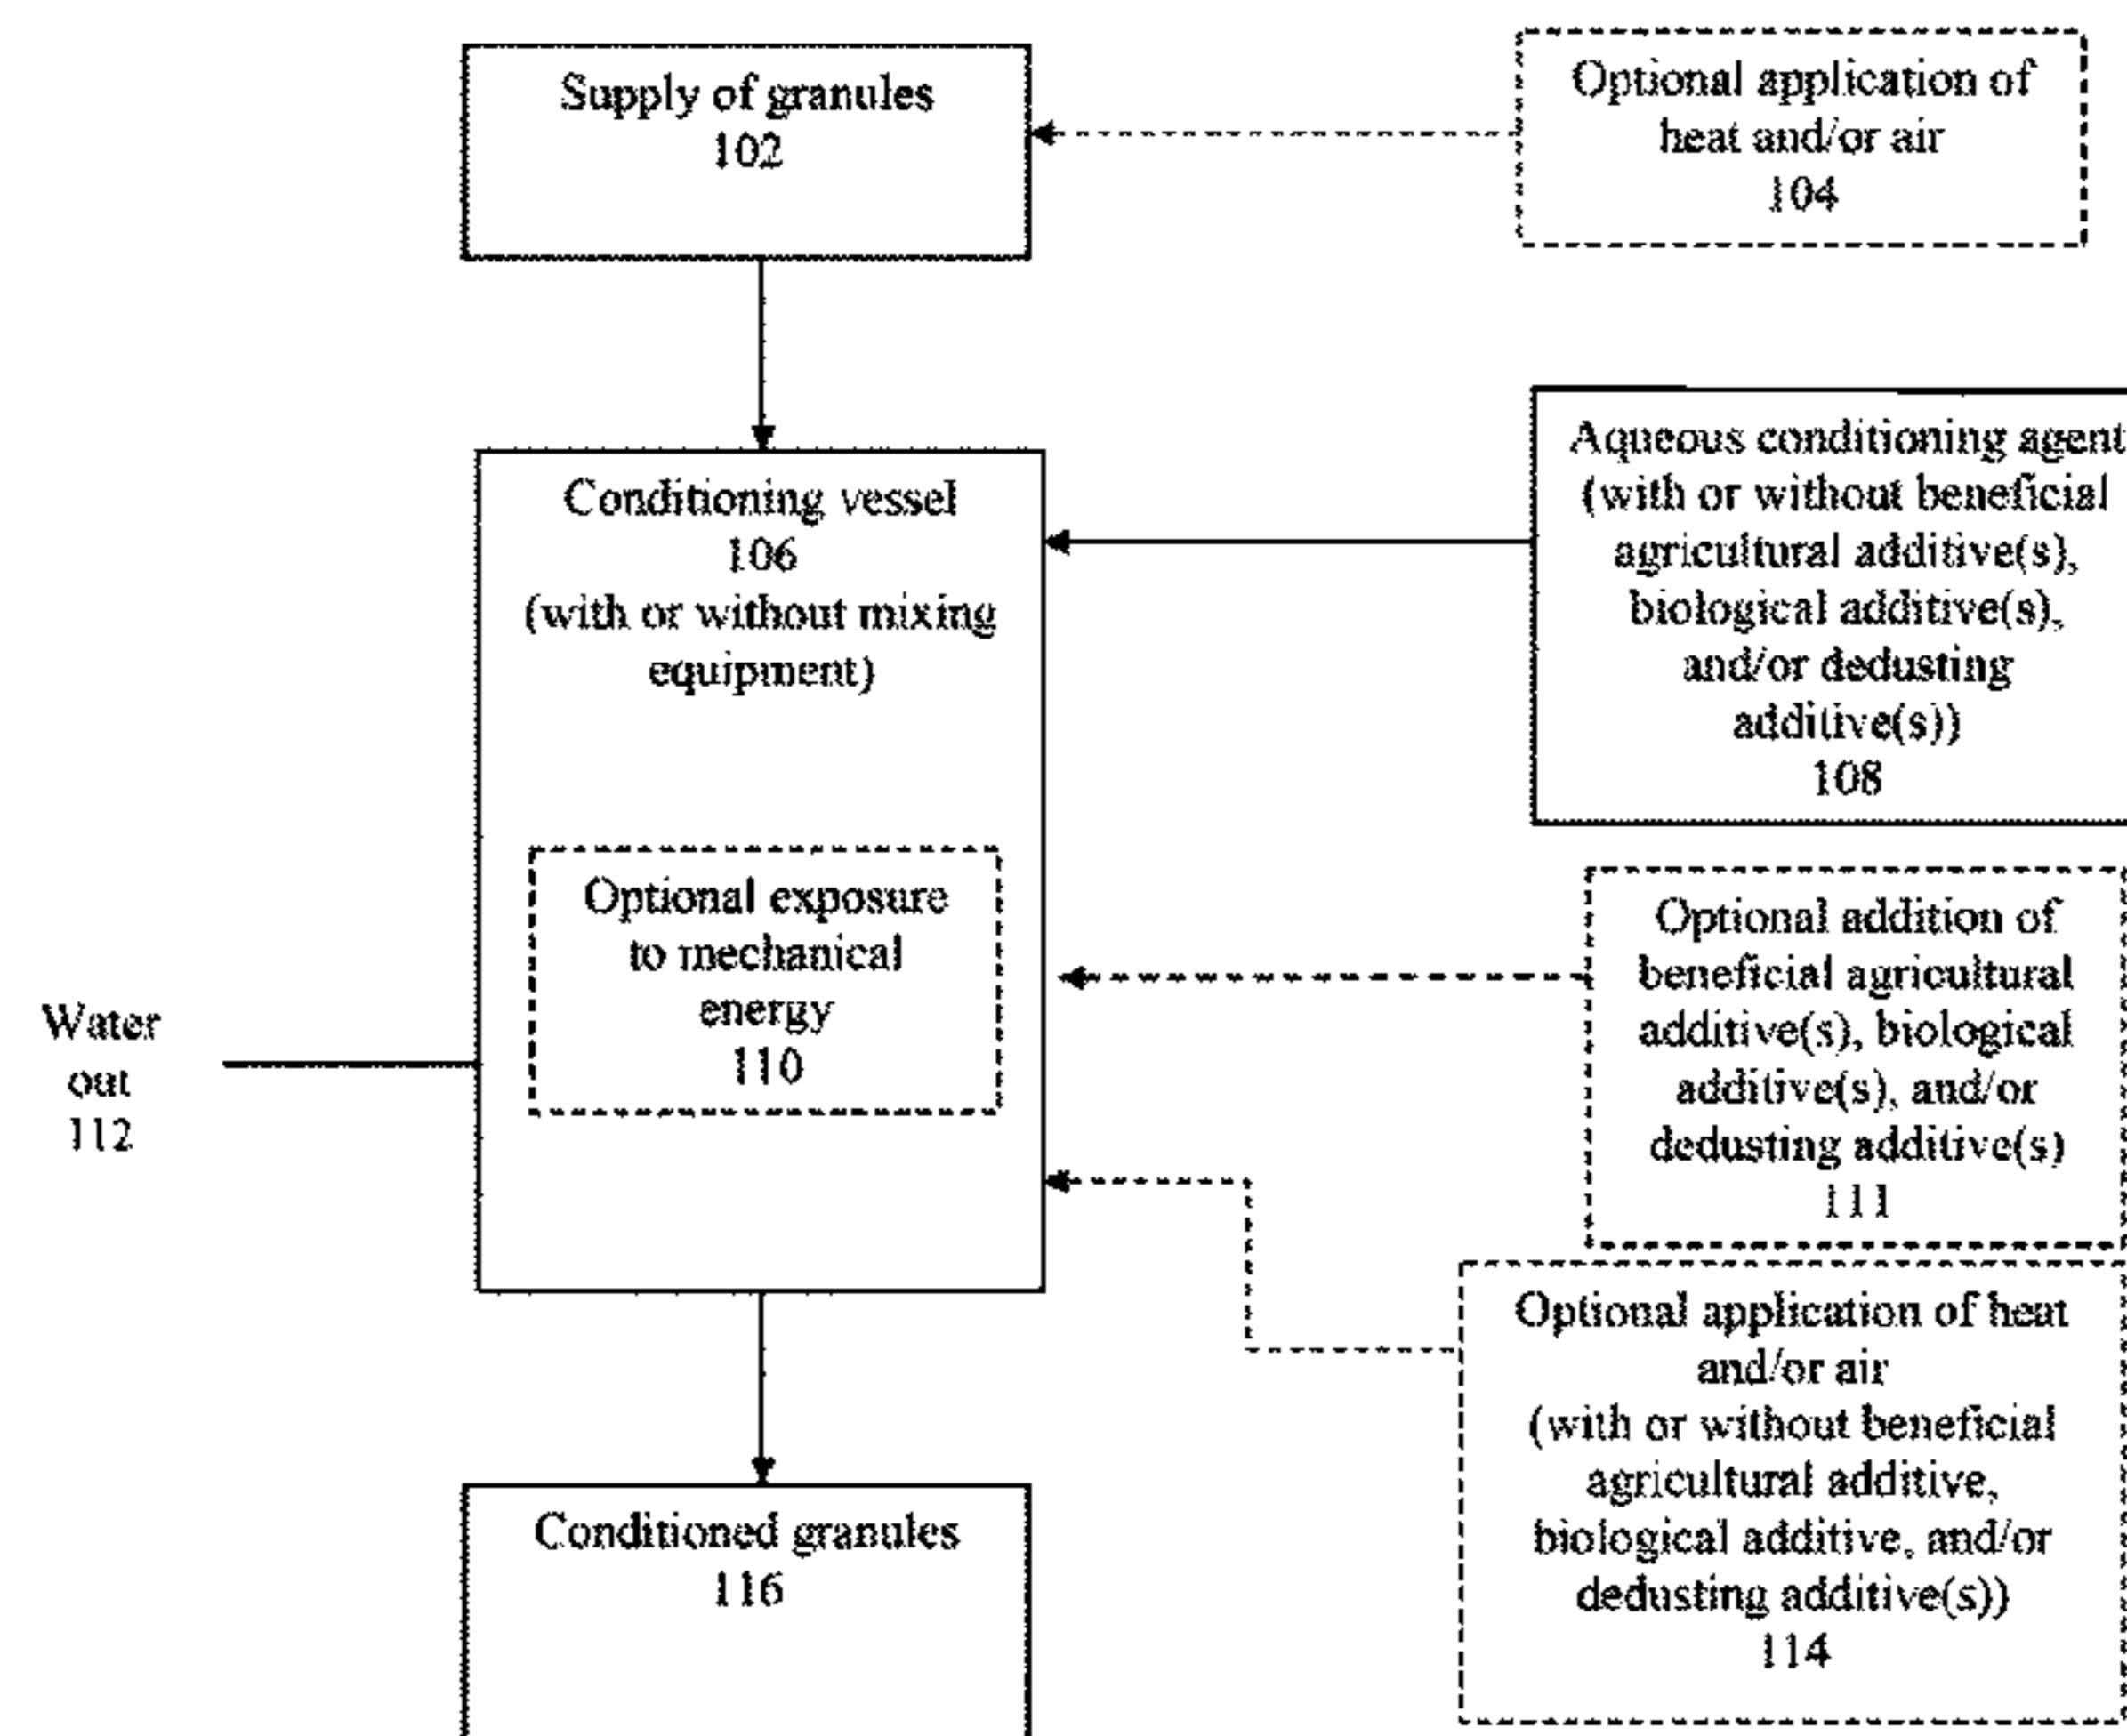 Supply of granules
102
Optional application of
heat and/or air
104
Conditioning vessel
106
(with or without mixing
equipment)
Aqueous conditioning agent
(with or without beneficial
agricultural additive(s),
biological additive(s),
and/or dedusting
additive(s))
108
Optional exposure
to mechanical
energy
110
Optional addition of
beneficial agricultural
additive(s), biological
additive(s), and/or
dedusting additive(s)
111
Water
out
112
Optional application of heat
and/or air
(with or without beneficial
agricultural additive,
biological additive, and/or
dedusting additive(s))
114
Conditioned granules
116